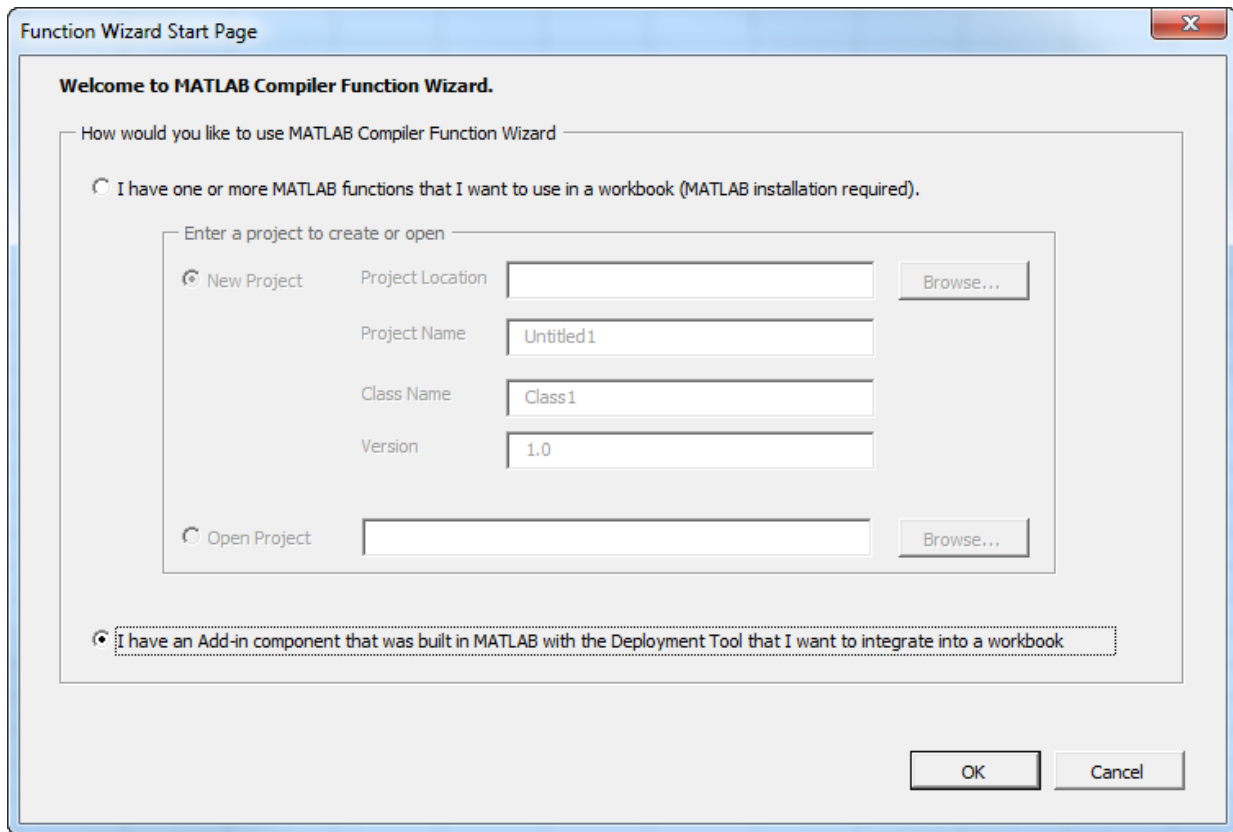 Function Wizard Start Page
Welcome to MATLAB Compiler Function Wizard.
How would you like to use MATLAB Compiler Function Wizard
I have one or more MATLAB functions that I want to use in a workbook (MATLAB installation required).
Enter a project to create or open
New Project Project Location Browse...
Project Name Untitled1
Class Name Class1
Version 1.0
Open Project Browse...
I have an Add-in component that was built in MATLAB with the Deployment Tool that I want to integrate into a workbook
OK Cancel